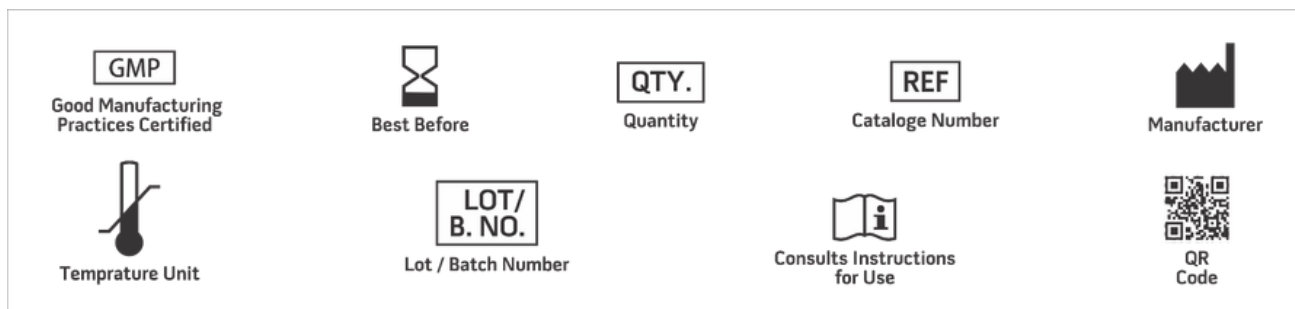 GMP
Good Manufacturing
Practices Certified
Best Before
QTY.
Quantity
REF
Cataloge Number
Manufacturer
Temprature Unit
LOT/
B. NO.
Lot / Batch Number
i
Consults Instructions
for Use
QR
Code